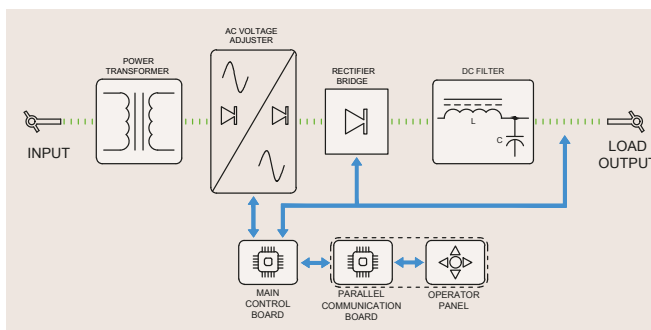 AC VOLTAGE
ADJUSTER
POWER
TRANSFORMER
RECTIFIER
BRIDGE
DC FILTER
L
C
INPUT
LOAD
OUTPUT
MAIN
CONTROL
BOARD
PARALLEL
COMMUNICATION
BOARD
OPERATOR
PANEL